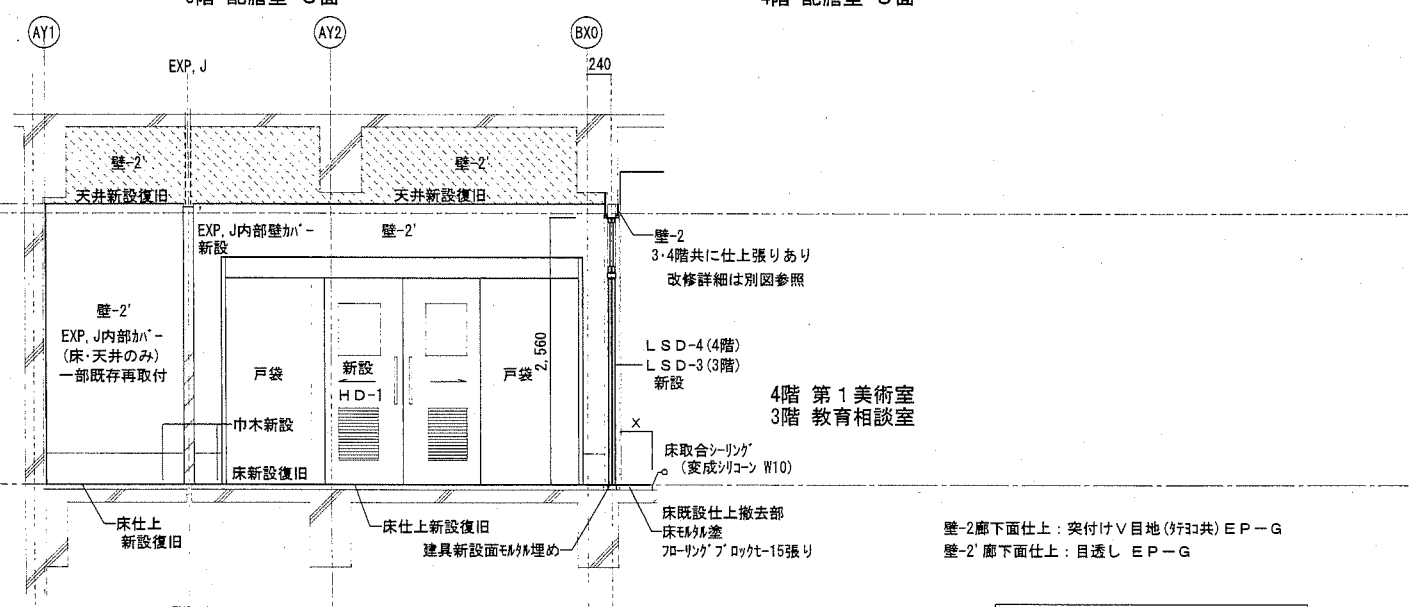 3階 配膳室 C面
4階 配膳室 C面
AY1
AY2
BX0
EXP, J
240
壁-2'
天井新設復旧
壁-2'
天井新設復旧
EXP, J内部壁ｶﾊﾞｰ
新設
壁-2'
壁-2
3・4階共に仕上張りあり
改修詳細は別図参照
壁-2'
EXP, J内部ｶﾊﾞｰ
(床・天井のみ)
一部既存再取付
戸袋
新設
HD-1
戸袋
2,560
LSD-4(4階)
LSD-3(3階)
新設
4階 第1美術室
3階 教育相談室
巾木新設
X
床新設復旧
床取合ｼｰﾘﾝｸﾞ
(変成ｼﾘｺｰﾝ W10)
床仕上
新設復旧
床仕上新設復旧
建具新設面ﾓﾙﾀﾙ埋め
床既設仕上撤去部
床ﾓﾙﾀﾙ塗
ﾌﾛｰﾘﾝｸﾞﾌﾞﾛｯｸt-15張り
壁-2廊下面仕上：突付けV目地(ﾀﾃﾖｺ共)EP-G
壁-2'廊下面仕上：目透し EP-G